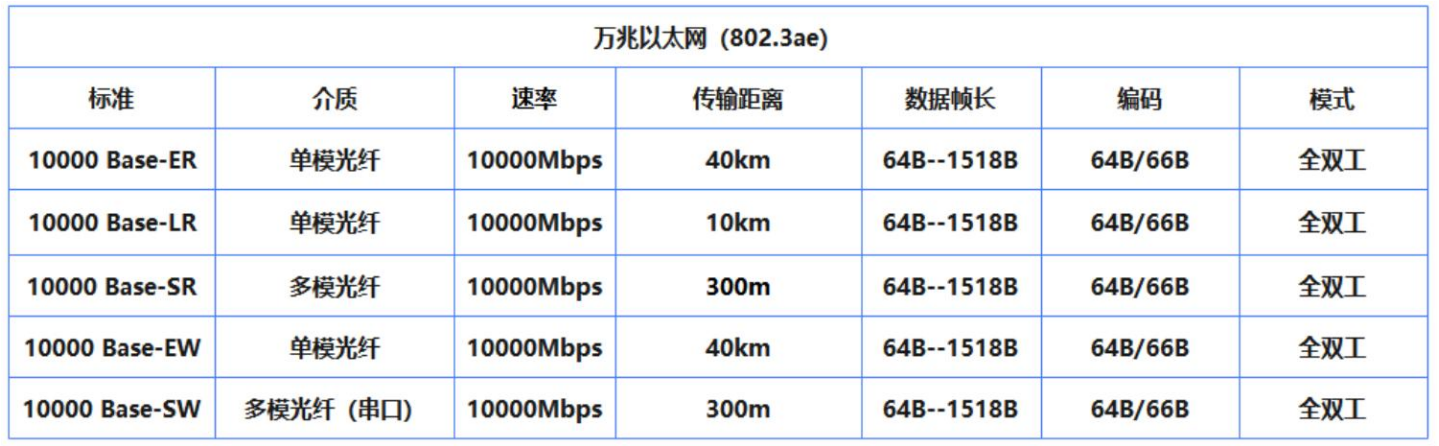 万兆以太网（802.3ae)
标准 介质 速率 传输距离 数据帧长 编码 模式
10000 Base-ER 单模光纤 10000Mbps 40km 64B--1518B 64B/66B 全双工
10000 Base-LR 单模光纤 10000Mbps 10km 64B--1518B 64B/66B 全双工
10000 Base-SR 多模光纤 10000Mbps 300m 64B--1518B 64B/66B 全双工
10000 Base-EW 单模光纤 10000Mbps 40km 64B--1518B 64B/66B 全双工
10000 Base-SW 多模光纤（串口） 10000Mbps 300m 64B--1518B 64B/66B 全双工